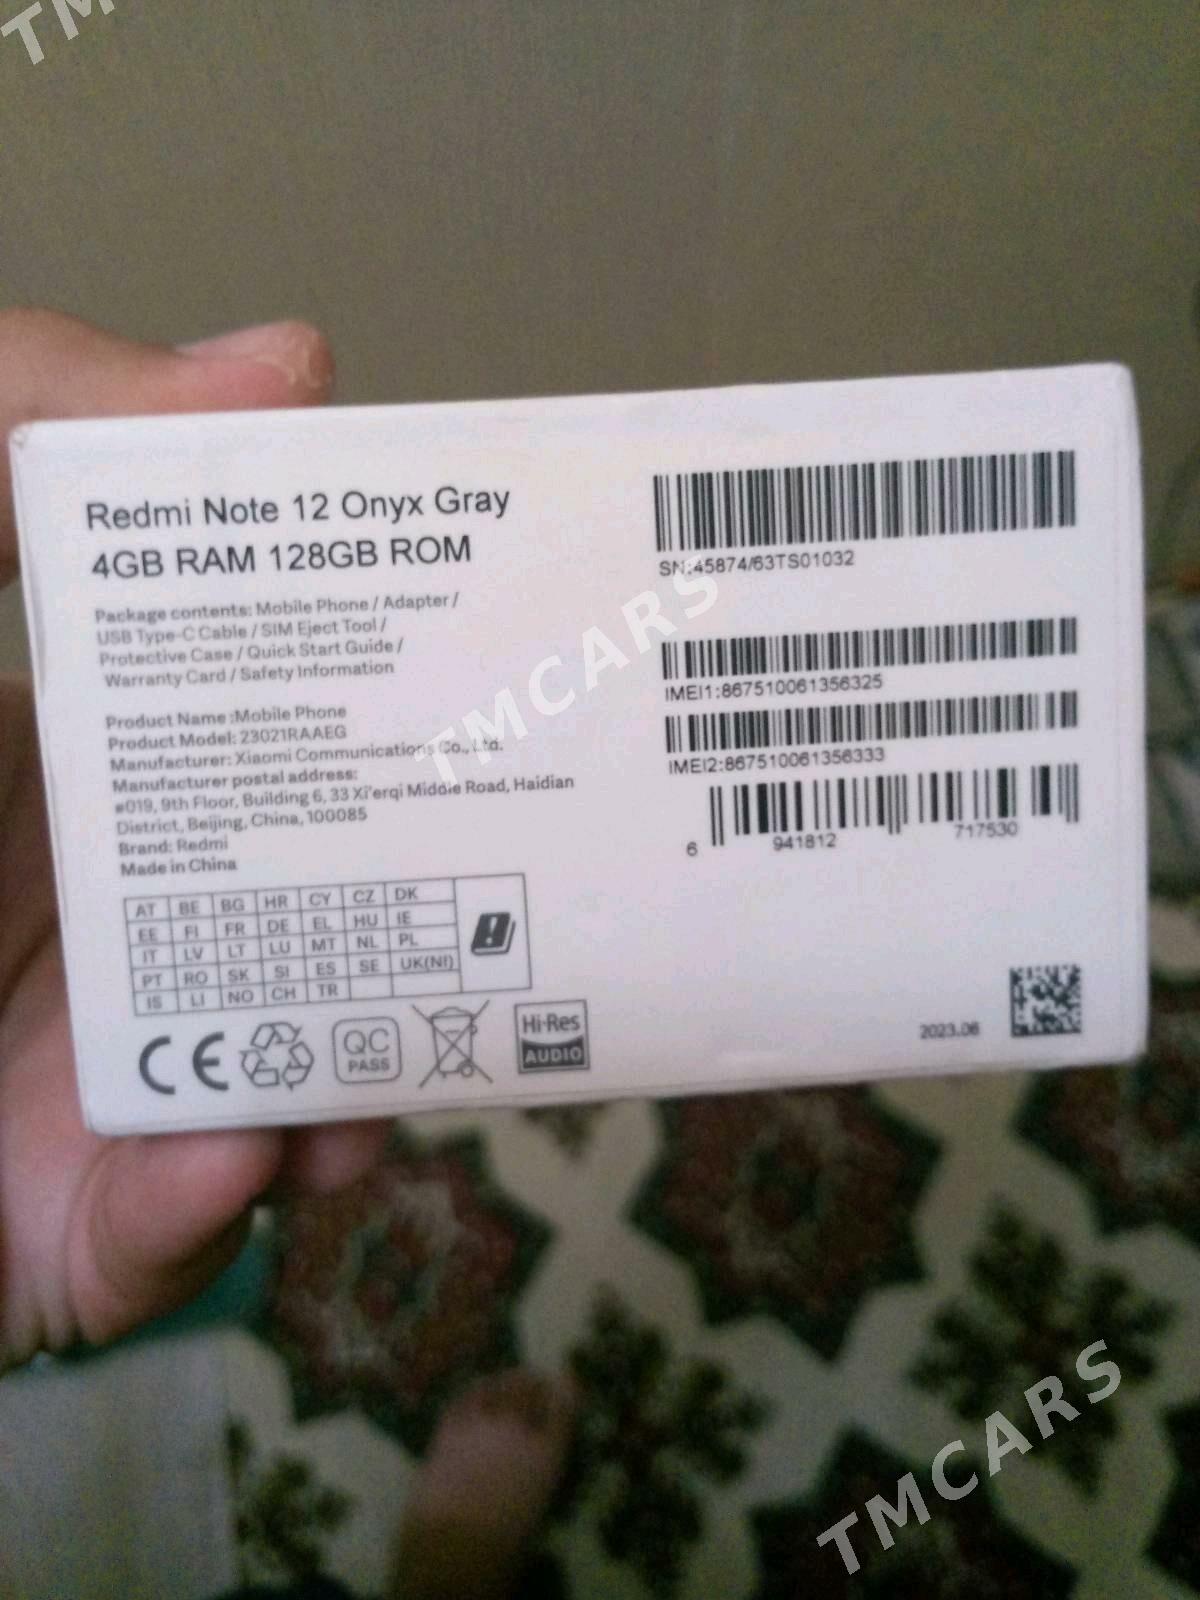 TM
Redmi Note 12 Onyx Gray
4GB RAM 128GB ROM
Package contents: Mobile Phone / Adapter /
USB Type-C Cable / SIM Eject Tool /
Protective Case / Quick Start Guide /
Warranty Card / Safety Information
Product Name :Mobile Phone
Product Model: 23021RAAEG
Manufacturer: Xiaomi Communications Co., Ltd.
Manufacturer postal address:
#019, 9th Floor, Building 6, 33 Xi'erqi Middle Road, Haidian
District, Beijing, China, 100085
Brand: Redmi
Made in China
AT BE BG HR CY CZ DK
EE FI FR DE EL HU IE
IT LV LT LU MT NL PL
PT RO SK SI ES SE UK(NI)
IS LI NO CH TR
CE
QC
PASS
Hi-Res
AUDIO
SN:45874/63TS01032
IMEI1:867510061356325
IMEI2:867510061356333
6 941812 717530
2023.06
TMCARS
TMCARS